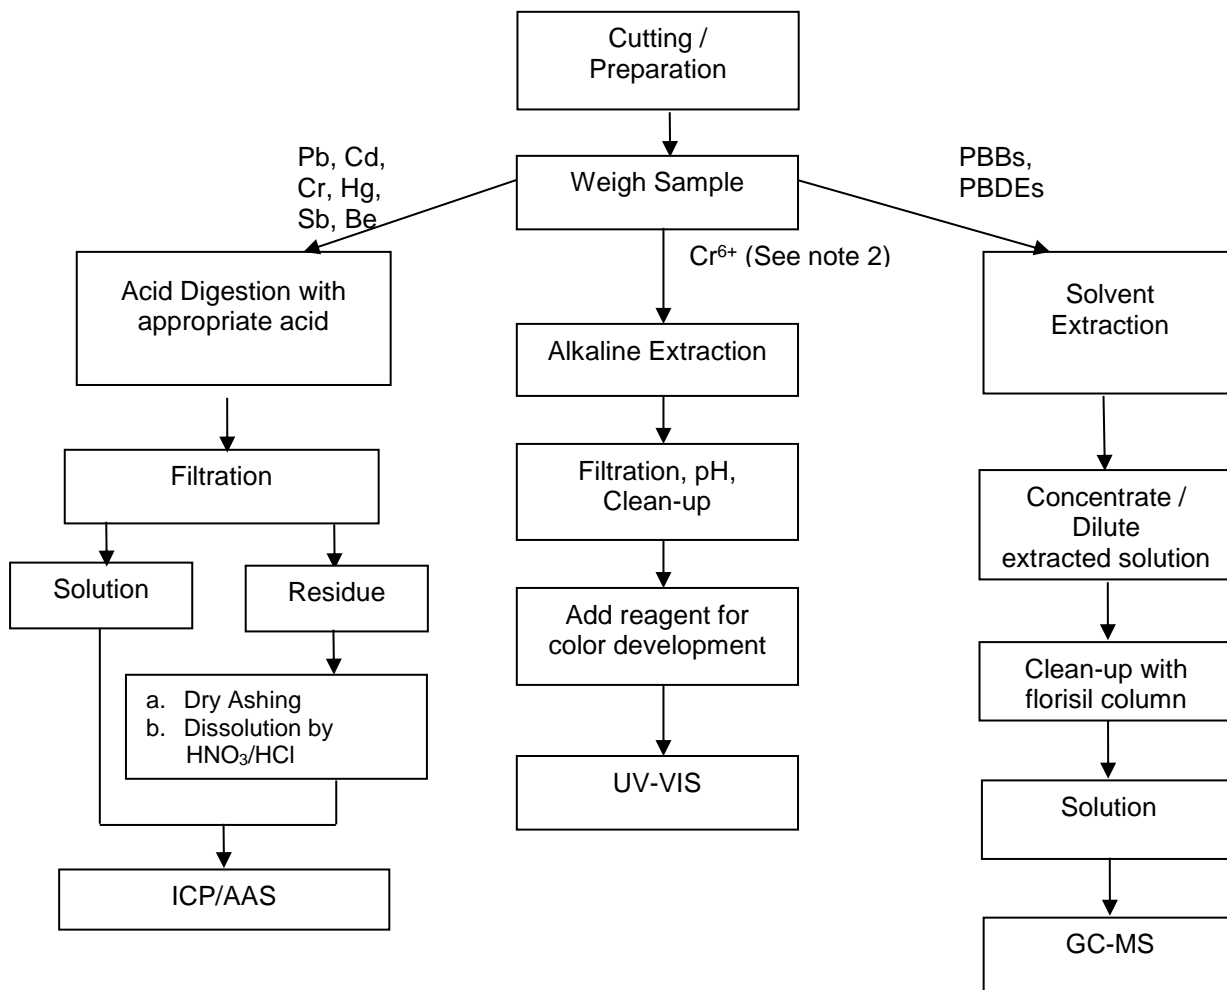 Cutting /
Preparation
Pb, Cd,
Cr, Hg,
Sb, Be
Weigh Sample
PBBs,
PBDEs
Cr⁶⁺ (See note 2)
Acid Digestion with
appropriate acid
Alkaline Extraction
Solvent
Extraction
Filtration
Filtration, pH,
Clean-up
Concentrate /
Dilute
extracted solution
Solution
Residue
Add reagent for
color development
a. Dry Ashing
b. Dissolution by
HNO₃/HCl
Clean-up with
florisil column
UV-VIS
Solution
ICP/AAS
GC-MS